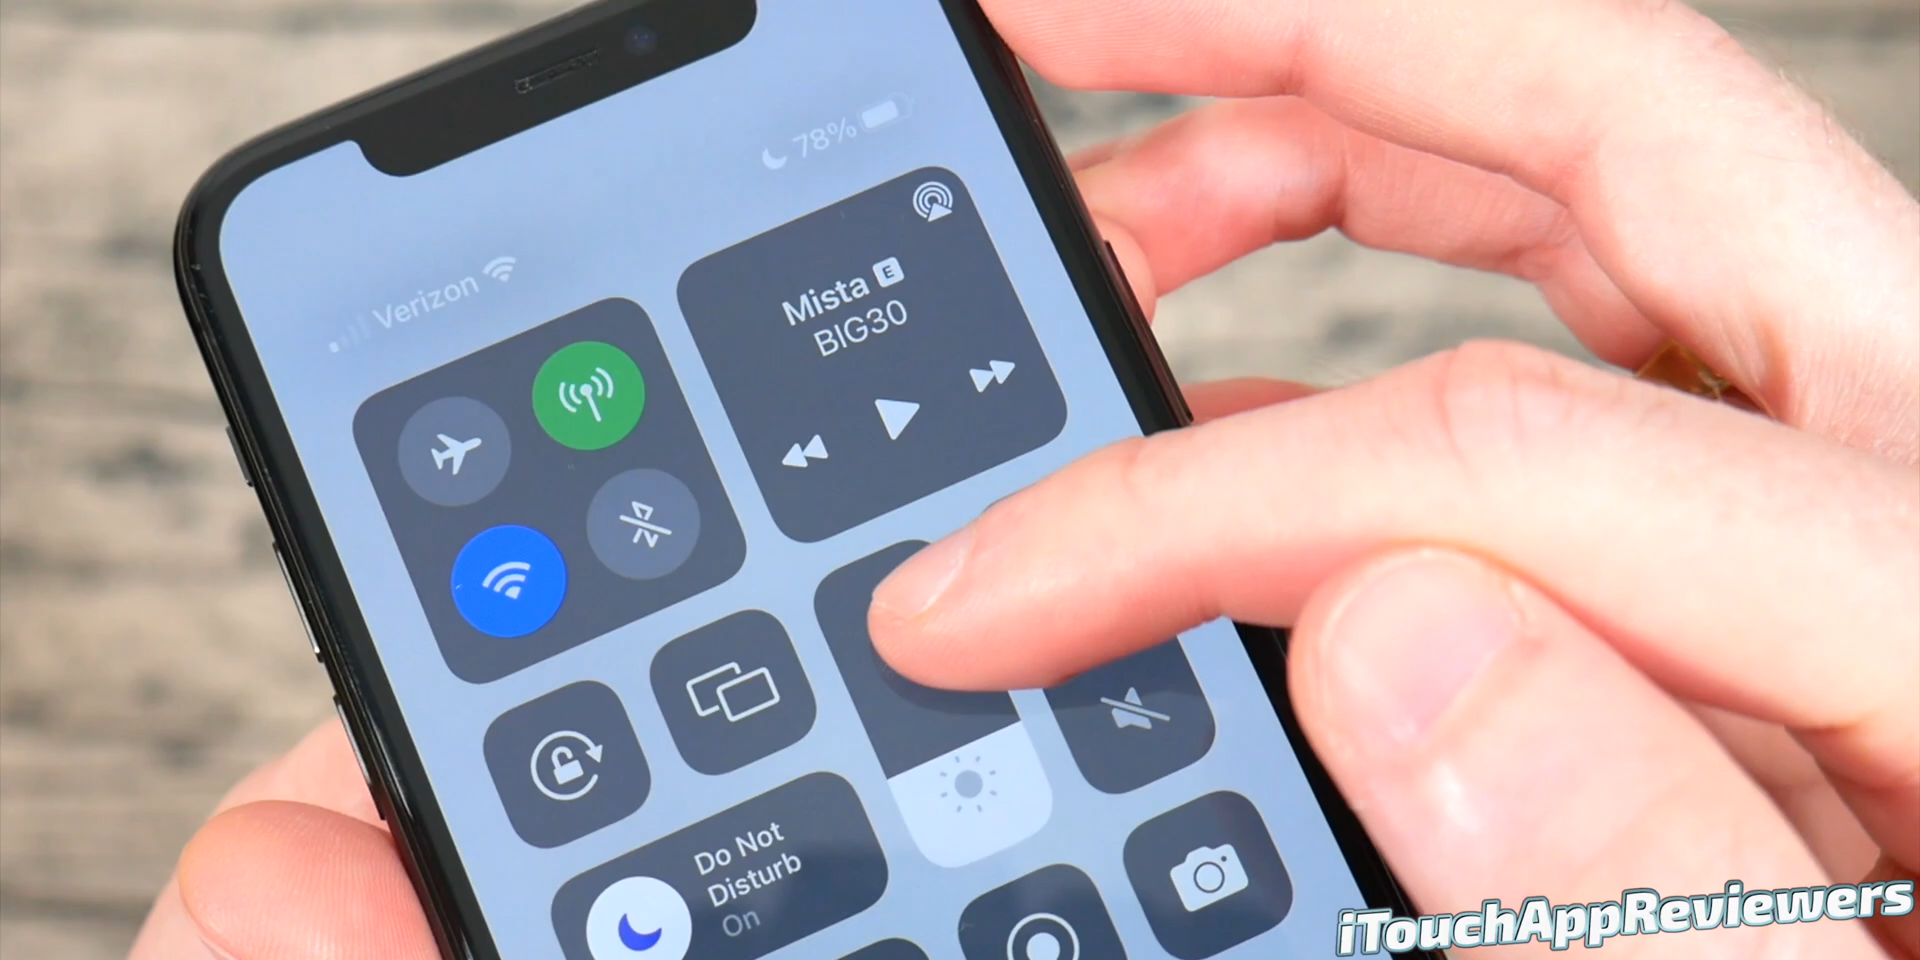 78%
Verizon
Mista E
BIG30
Do Not
Disturb
On
iTouchAppReviewers